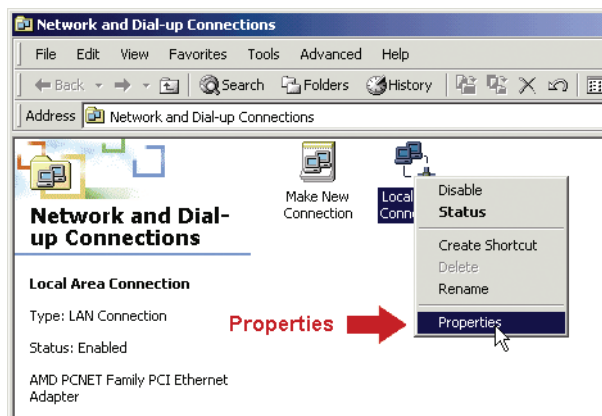 Network and Dial-up Connections
File Edit View Favorites Tools Advanced Help
Back Search Folders History
Address Network and Dial-up Connections
Network and Dial-
up Connections
Local Area Connection
Type: LAN Connection
Status: Enabled
AMD PCNET Family PCI Ethernet
Adapter
Make New
Connection
Local
Conn
Disable
Status
Create Shortcut
Delete
Rename
Properties
Properties